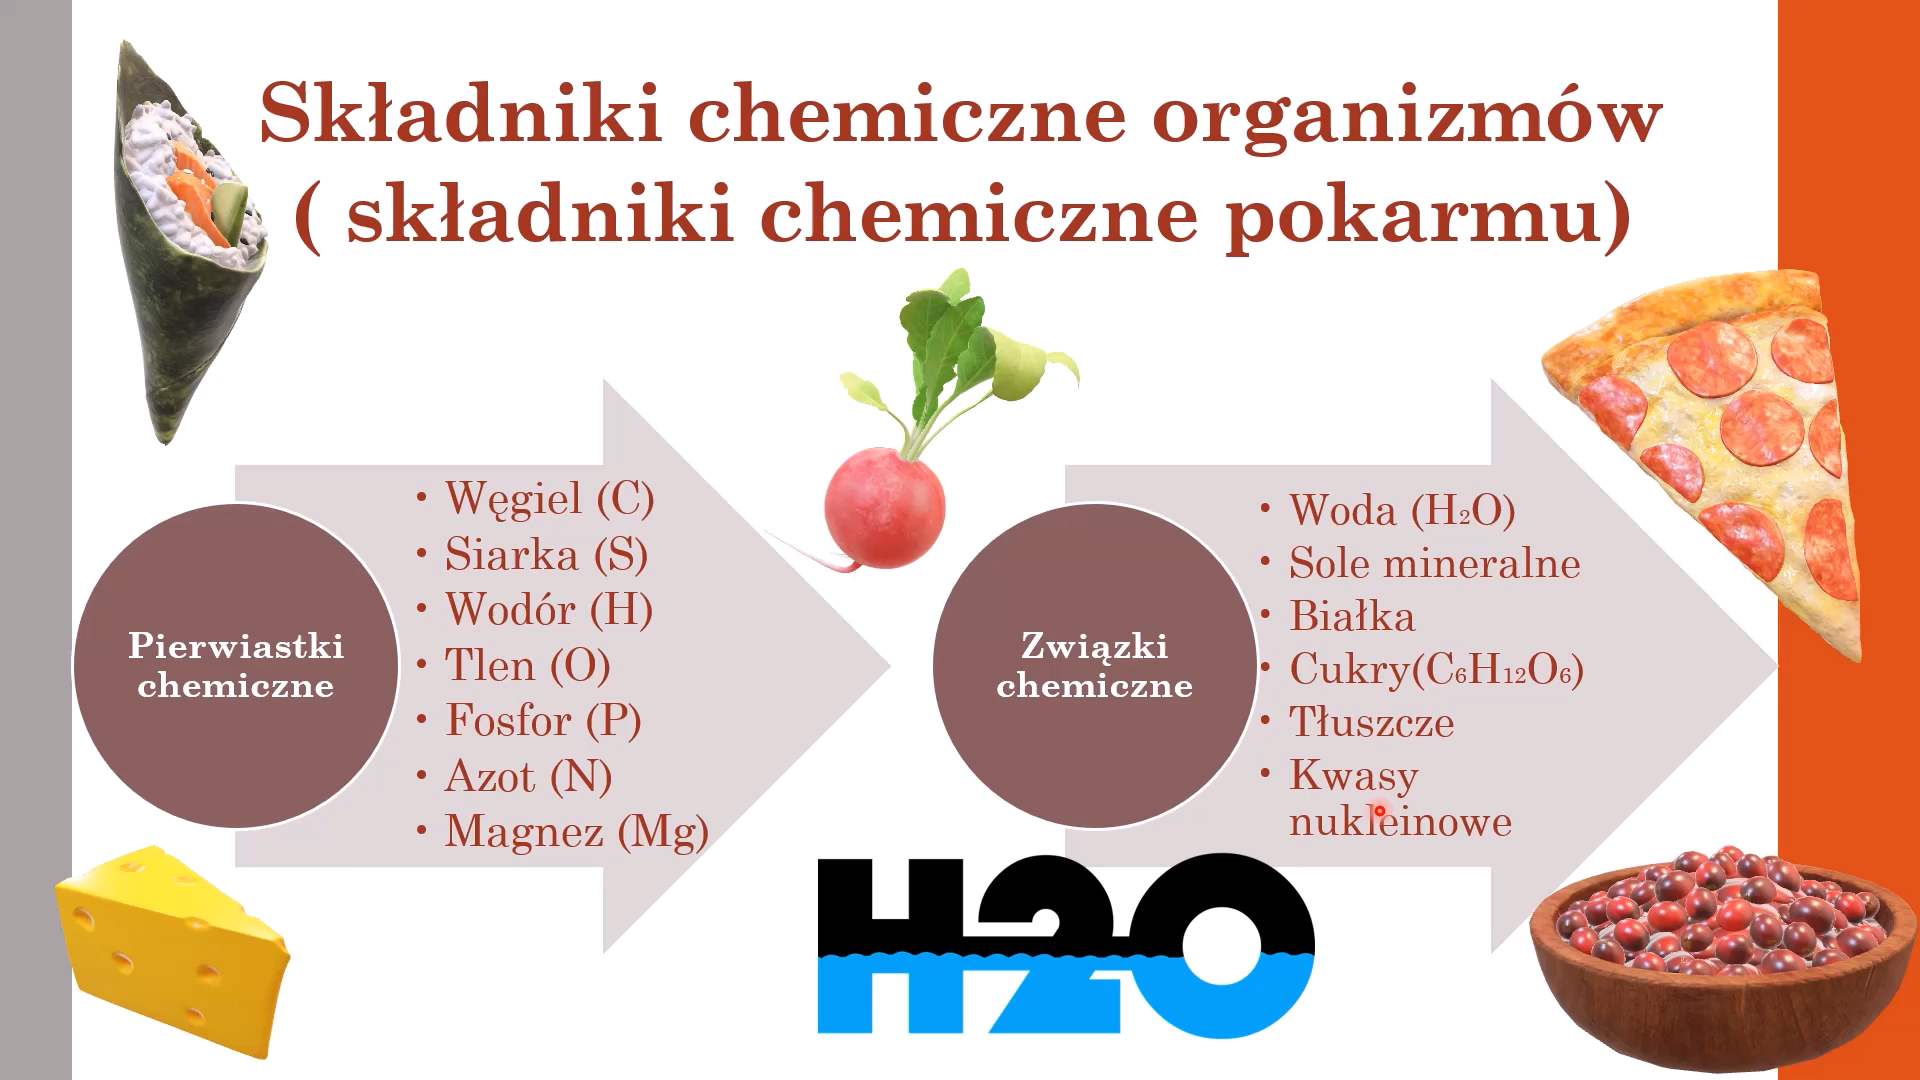 Składniki chemiczne organizmów
( składniki chemiczne pokarmu)
Pierwiastki
chemiczne
• Węgiel (C)
• Siarka (S)
• Wodór (H)
• Tlen (O)
• Fosfor (P)
• Azot (N)
• Magnez (Mg)
Związki
chemiczne
• Woda (H₂O)
• Sole mineralne
• Białka
• Cukry(C₆H₁₂O₆)
• Tłuszcze
• Kwasy
nukleinowe
H2O